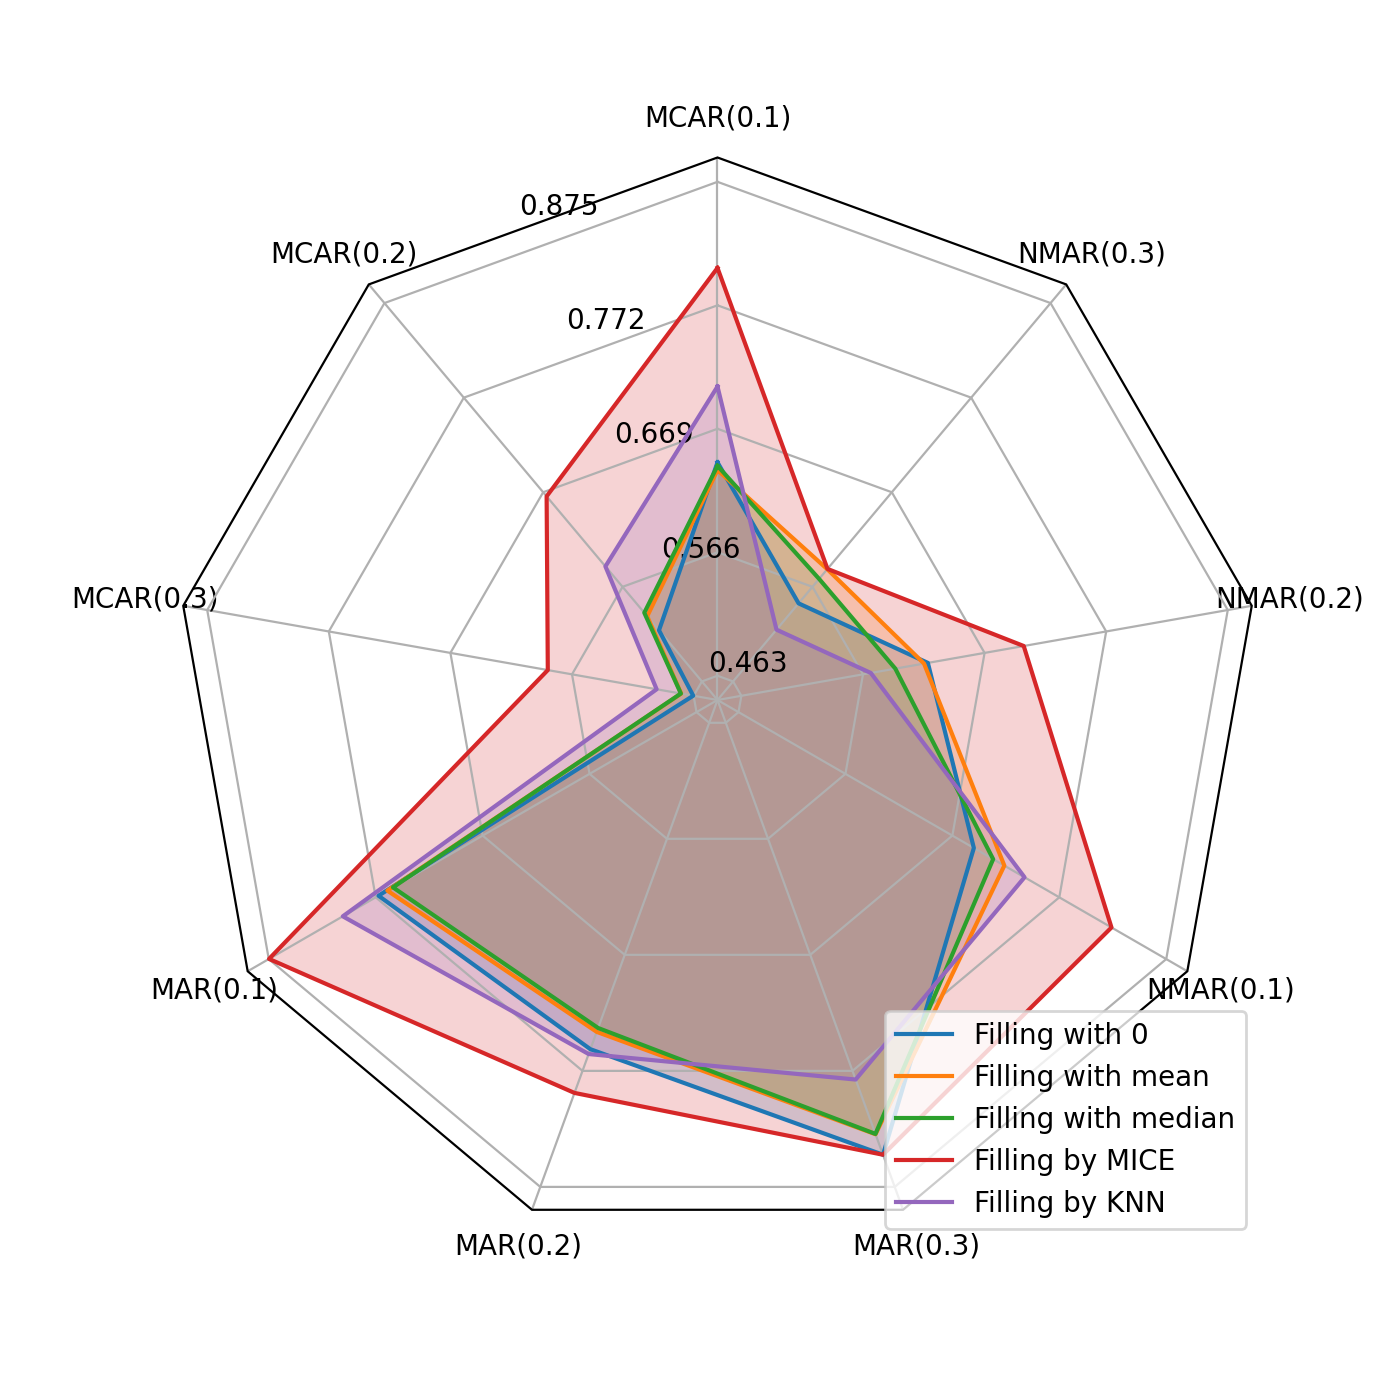 MCAR(0.1)
0.875
MCAR(0.2)
NMAR(0.3)
0.772
0.669
0.566
MCAR(0.3)
NMAR(0.2)
0.463
MAR(0.1)
NMAR(0.1)
Filling with 0
Filling with mean
Filling with median
Filling by MICE
Filling by KNN
MAR(0.2)
MAR(0.3)